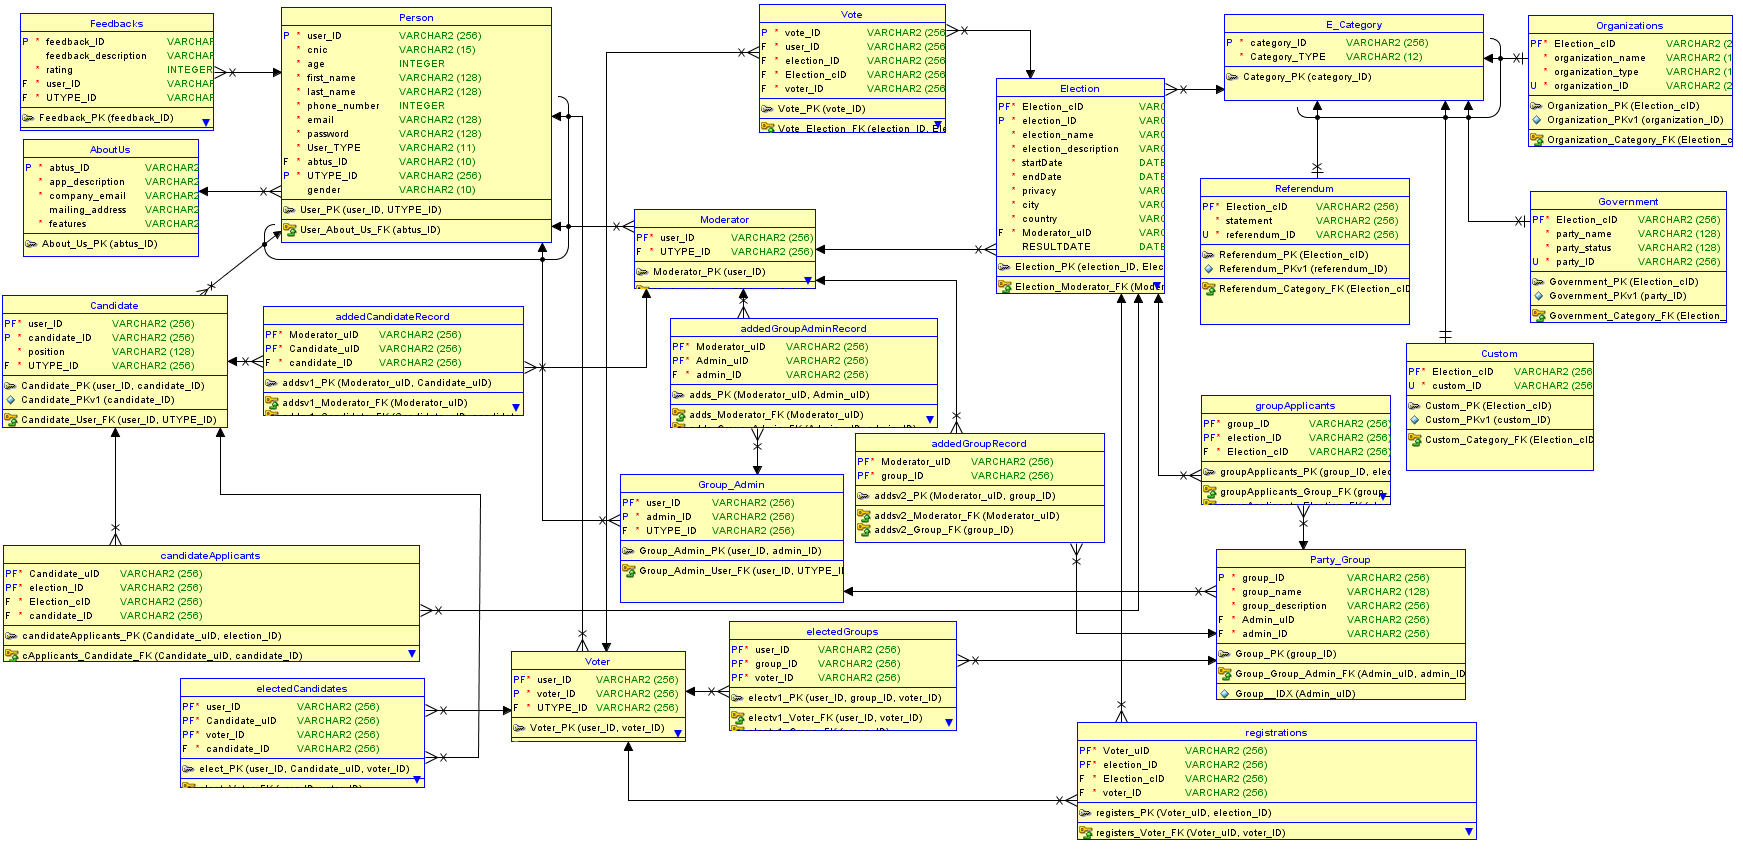 Feedbacks
P * feedback_ID VARCHAR
feedback_description VARCHAR
* rating INTEGER
F * user_ID VARCHAR
F * UTYPE_ID VARCHAR
Feedback_PK (feedback_ID)
AboutUs
P * abtus_ID VARCHAR2
* app_description VARCHAR2
* company_email VARCHAR2
mailing_address VARCHAR2
* features VARCHAR2
About_Us_PK (abtus_ID)
Person
P * user_ID VARCHAR2 (256)
* cnic VARCHAR2 (15)
* age INTEGER
* first_name VARCHAR2 (128)
* last_name VARCHAR2 (128)
* phone_number INTEGER
* email VARCHAR2 (128)
* password VARCHAR2 (128)
* User_TYPE VARCHAR2 (11)
F * abtus_ID VARCHAR2 (10)
P * UTYPE_ID VARCHAR2 (256)
gender VARCHAR2 (10)
User_PK (user_ID, UTYPE_ID)
User_About_Us_FK (abtus_ID)
Vote
P * vote_ID VARCHAR2 (256
F * user_ID VARCHAR2 (256
F * election_ID VARCHAR2 (256
F * Election_cID VARCHAR2 (256
F * voter_ID VARCHAR2 (256
Vote_PK (vote_ID)
Vote_Election_FK (election_ID, Ele
Election
PF* Election_cID VARC
P * election_ID VARC
* election_name VARC
* election_description VARC
* startDate DATE
* endDate DATE
* privacy VARC
* city VARC
* country VARC
F * Moderator_uID VARC
RESULTDATE DATE
Election_PK (election_ID, Elec
Election_Moderator_FK (Moder
E_Category
P * category_ID VARCHAR2 (256)
* Category_TYPE VARCHAR2 (12)
Category_PK (category_ID)
Organizations
PF* Election_cID VARCHAR2 (2
* organization_name VARCHAR2 (1
* organization_type VARCHAR2 (1
U * organization_ID VARCHAR2 (2
Organization_PK (Election_cID)
Organization_PKv1 (organization_ID)
Organization_Category_FK (Election_c
Referendum
PF* Election_cID VARCHAR2 (256)
* statement VARCHAR2 (256)
U * referendum_ID VARCHAR2 (256)
Referendum_PK (Election_cID)
Referendum_PKv1 (referendum_ID)
Referendum_Category_FK (Election_cID
Government
PF* Election_cID VARCHAR2 (256)
* party_name VARCHAR2 (128)
* party_status VARCHAR2 (128)
U * party_ID VARCHAR2 (256)
Government_PK (Election_cID)
Government_PKv1 (party_ID)
Government_Category_FK (Election_
Custom
PF* Election_cID VARCHAR2 (256
U * custom_ID VARCHAR2 (256
Custom_PK (Election_cID)
Custom_PKv1 (custom_ID)
Custom_Category_FK (Election_cID
Moderator
PF* user_ID VARCHAR2 (256)
F * UTYPE_ID VARCHAR2 (256)
Moderator_PK (user_ID)
Candidate
PF* user_ID VARCHAR2 (256)
P * candidate_ID VARCHAR2 (256)
* position VARCHAR2 (128)
F * UTYPE_ID VARCHAR2 (256)
Candidate_PK (user_ID, candidate_ID)
Candidate_PKv1 (candidate_ID)
Candidate_User_FK (user_ID, UTYPE_ID)
addedCandidateRecord
PF* Moderator_uID VARCHAR2 (256)
PF* Candidate_uID VARCHAR2 (256)
F * candidate_ID VARCHAR2 (256)
addsv1_PK (Moderator_uID, Candidate_uID)
addsv1_Moderator_FK (Moderator_uID)
addedGroupAdminRecord
PF* Moderator_uID VARCHAR2 (256)
PF* Admin_uID VARCHAR2 (256)
F * admin_ID VARCHAR2 (256)
adds_PK (Moderator_uID, Admin_uID)
adds_Moderator_FK (Moderator_uID)
addedGroupRecord
PF* Moderator_uID VARCHAR2 (256)
PF* group_ID VARCHAR2 (256)
addsv2_PK (Moderator_uID, group_ID)
addsv2_Moderator_FK (Moderator_uID)
addsv2_Group_FK (group_ID)
Group_Admin
PF* user_ID VARCHAR2 (256)
P * admin_ID VARCHAR2 (256)
F * UTYPE_ID VARCHAR2 (256)
Group_Admin_PK (user_ID, admin_ID)
Group_Admin_User_FK (user_ID, UTYPE_ID
groupApplicants
PF* group_ID VARCHAR2 (256)
PF* election_ID VARCHAR2 (256)
F * Election_cID VARCHAR2 (256)
groupApplicants_PK (group_ID, elec
groupApplicants_Group_FK (group_
Party_Group
P * group_ID VARCHAR2 (256)
* group_name VARCHAR2 (128)
* group_description VARCHAR2 (256)
F * Admin_uID VARCHAR2 (256)
F * admin_ID VARCHAR2 (256)
Group_PK (group_ID)
Group_Group_Admin_FK (Admin_uID, admin_ID)
Group__IDX (Admin_uID)
candidateApplicants
PF* Candidate_uID VARCHAR2 (256)
PF* election_ID VARCHAR2 (256)
F * Election_cID VARCHAR2 (256)
F * candidate_ID VARCHAR2 (256)
candidateApplicants_PK (Candidate_uID, election_ID)
cApplicants_Candidate_FK (Candidate_uID, candidate_ID)
electedCandidates
PF* user_ID VARCHAR2 (256)
PF* Candidate_uID VARCHAR2 (256)
PF* voter_ID VARCHAR2 (256)
F * candidate_ID VARCHAR2 (256)
elect_PK (user_ID, Candidate_uID, voter_ID)
Voter
PF* user_ID VARCHAR2 (256)
P * voter_ID VARCHAR2 (256)
F * UTYPE_ID VARCHAR2 (256)
Voter_PK (user_ID, voter_ID)
electedGroups
PF* user_ID VARCHAR2 (256)
PF* group_ID VARCHAR2 (256)
PF* voter_ID VARCHAR2 (256)
electv1_PK (user_ID, group_ID, voter_ID)
electv1_Voter_FK (user_ID, voter_ID)
registrations
PF* Voter_uID VARCHAR2 (256)
PF* election_ID VARCHAR2 (256)
F * Election_cID VARCHAR2 (256)
F * voter_ID VARCHAR2 (256)
registers_PK (Voter_uID, election_ID)
registers_Voter_FK (Voter_uID, voter_ID)